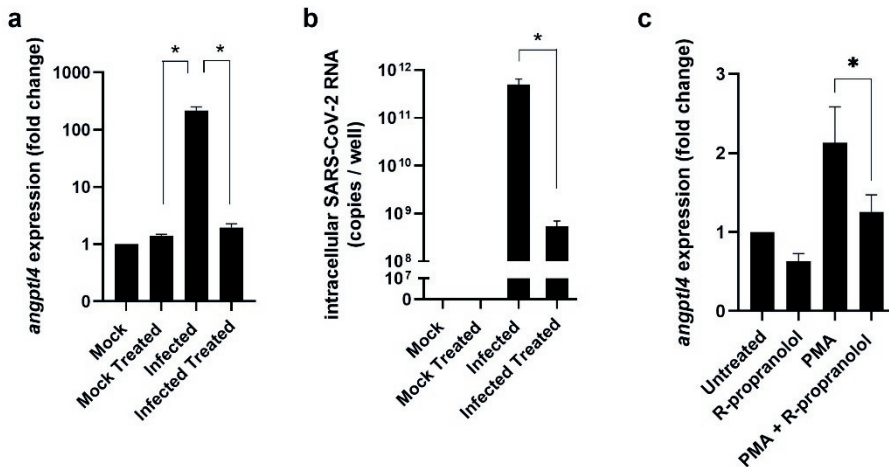 a
angptl4 expression (fold change)
1000
100
10
1
0
*
*
Mock
Mock Treated
Infected
Infected Treated
b
intracellular SARS-CoV-2 RNA
(copies / well)
10¹²
10¹¹
10¹⁰
10⁹
10⁸
10⁷
0
*
Mock
Mock Treated
Infected
Infected Treated
c
angptl4 expression (fold change)
3
2
1
0
*
Untreated
R-propranolol
PMA
PMA + R-propranolol